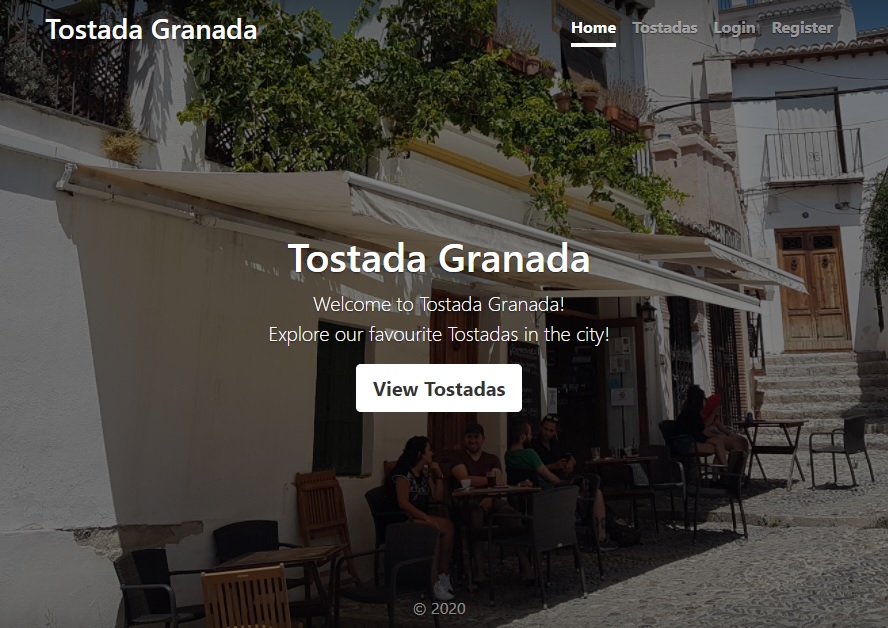 Tostada Granada
Home Tostadas Login Register
Tostada Granada
Welcome to Tostada Granada!
Explore our favourite Tostadas in the city!
View Tostadas
© 2020